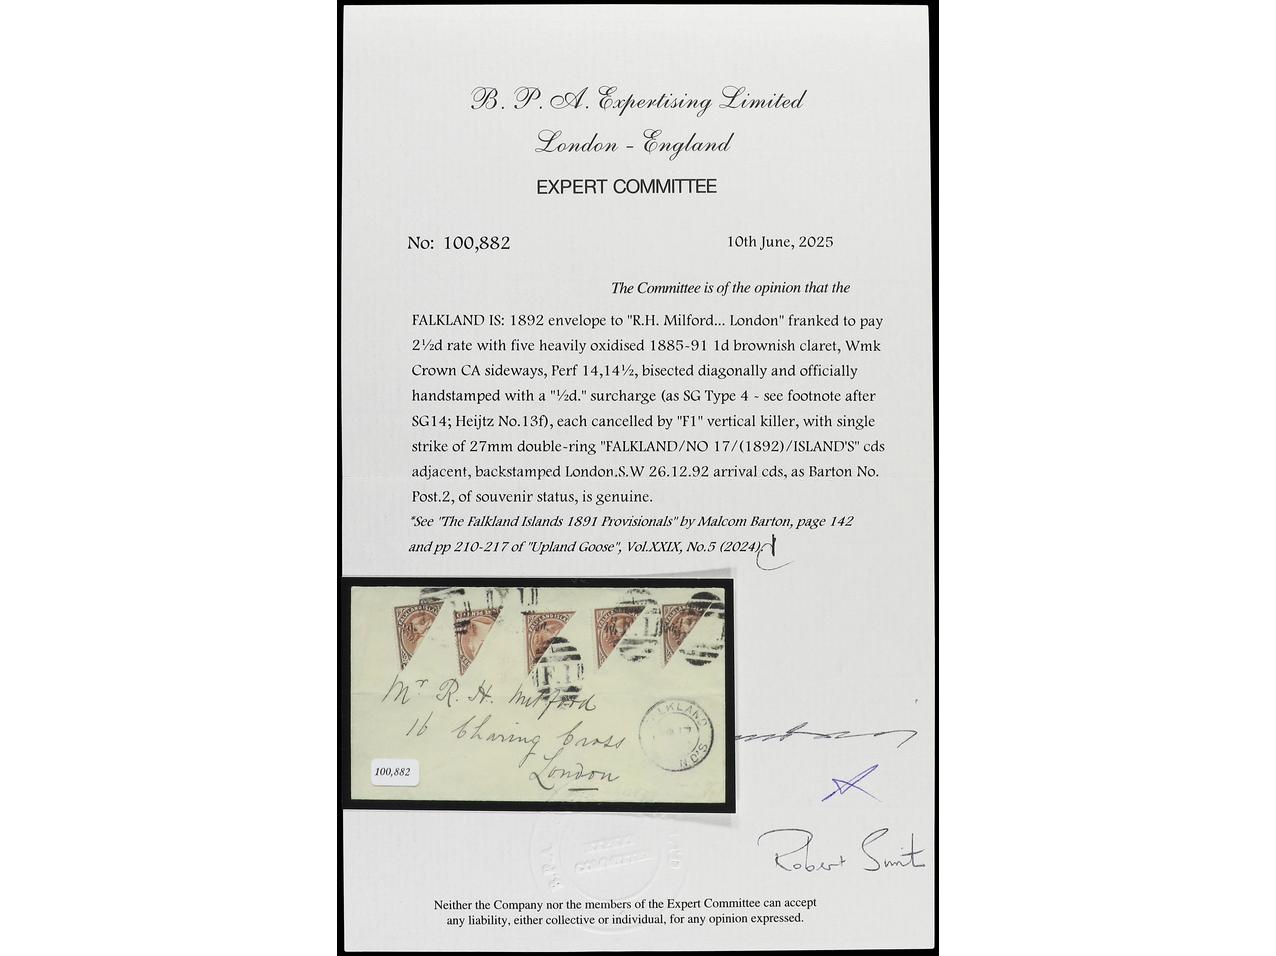 B. P. A. Expertising Limited
London - England
EXPERT COMMITTEE
No: 100,882
10th June, 2025
The Committee is of the opinion that the
FALKLAND IS: 1892 envelope to "R.H. Milford... London" franked to pay
2½d rate with five heavily oxidised 1885-91 1d brownish claret, Wmk
Crown CA sideways, Perf 14,14½, bisected diagonally and officially
handstamped with a "½d." surcharge (as SG Type 4 - see footnote after
SG14; Heijtz No.13f), each cancelled by "F1" vertical killer, with single
strike of 27mm double-ring "FALKLAND/NO 17/(1892)/ISLAND'S" cds
adjacent, backstamped London.S.W 26.12.92 arrival cds, as Barton No.
Post.2, of souvenir status, is genuine.
*See "The Falkland Islands 1891 Provisionals" by Malcom Barton, page 142
and pp 210-217 of "Upland Goose", Vol.XXIX, No.5 (2024).
F.I.
Mr R. H. Milford
16 Charing Cross
London
FALKLAND
100,882
Robert Smit
Neither the Company nor the members of the Expert Committee can accept
any liability, either collective or individual, for any opinion expressed.